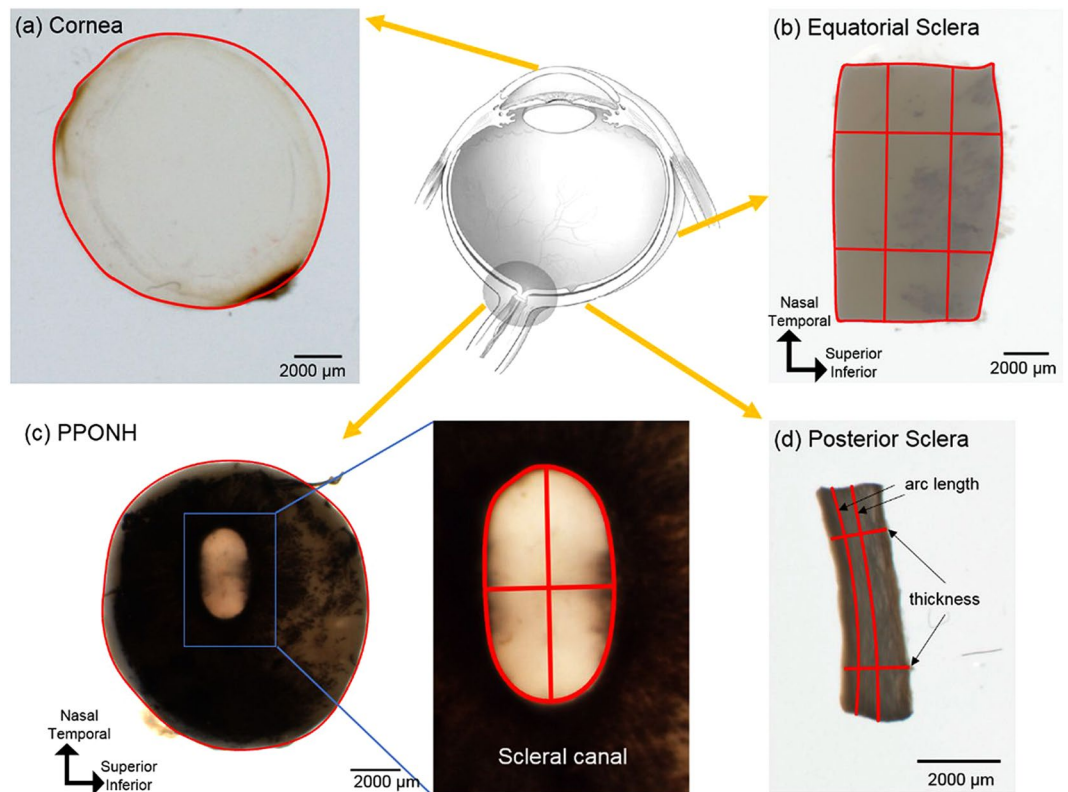 (a) Cornea
2000 µm
(b) Equatorial Sclera
Nasal
Temporal
Superior
Inferior
2000 µm
(c) PPONH
Nasal
Temporal
Superior
Inferior
2000 µm
Scleral canal
(d) Posterior Sclera
arc length
thickness
2000 µm